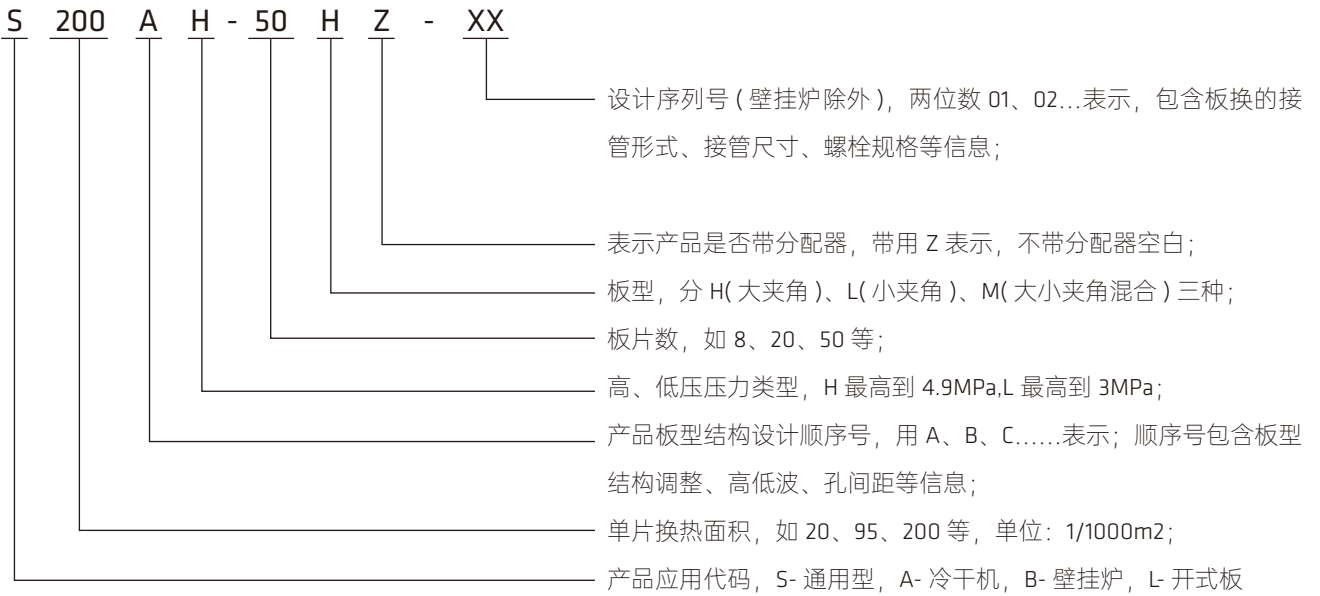 S 200 A H - 50 H Z - XX
设计序列号 ( 壁挂炉除外 )，两位数 01、02...表示，包含板换的接
管形式、接管尺寸、螺栓规格等信息；
表示产品是否带分配器，带用 Z 表示，不带分配器空白；
板型，分 H( 大夹角 )、L( 小夹角 )、M( 大小夹角混合 ) 三种；
板片数，如 8、20、50 等；
高、低压压力类型，H 最高到 4.9MPa,L 最高到 3MPa；
产品板型结构设计顺序号，用 A、B、C......表示；顺序号包含板型
结构调整、高低波、孔间距等信息；
单片换热面积，如 20、95、200 等，单位：1/1000m2；
产品应用代码，S- 通用型，A- 冷干机，B- 壁挂炉，L- 开式板